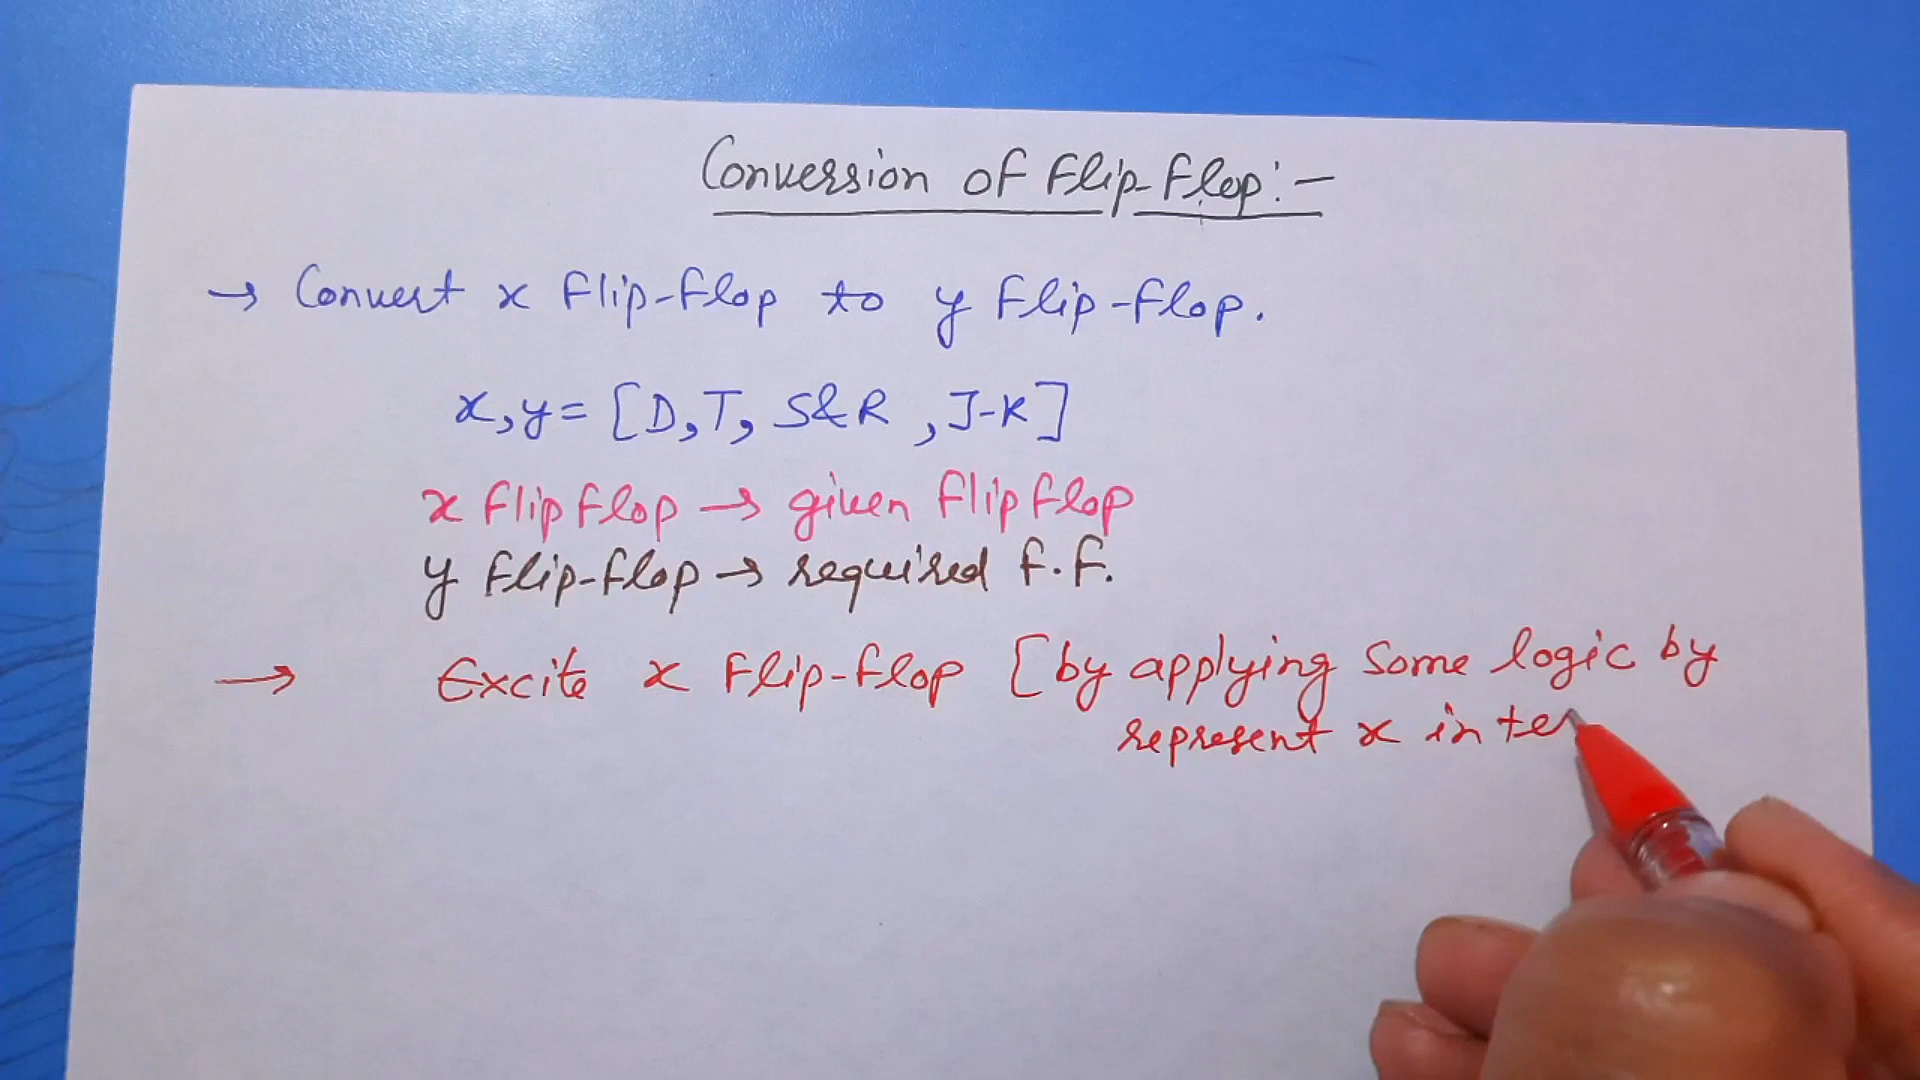 Conversion of Flip-Flop:-
→ Convert x Flip-Flop to y Flip-Flop.
x,y= [D,T, S&R ,J-K]
x Flip Flop → given Flip Flop
y Flip-Flop → required F.F.
→ Excite x Flip-Flop [by applying Some logic by
represent x in ter